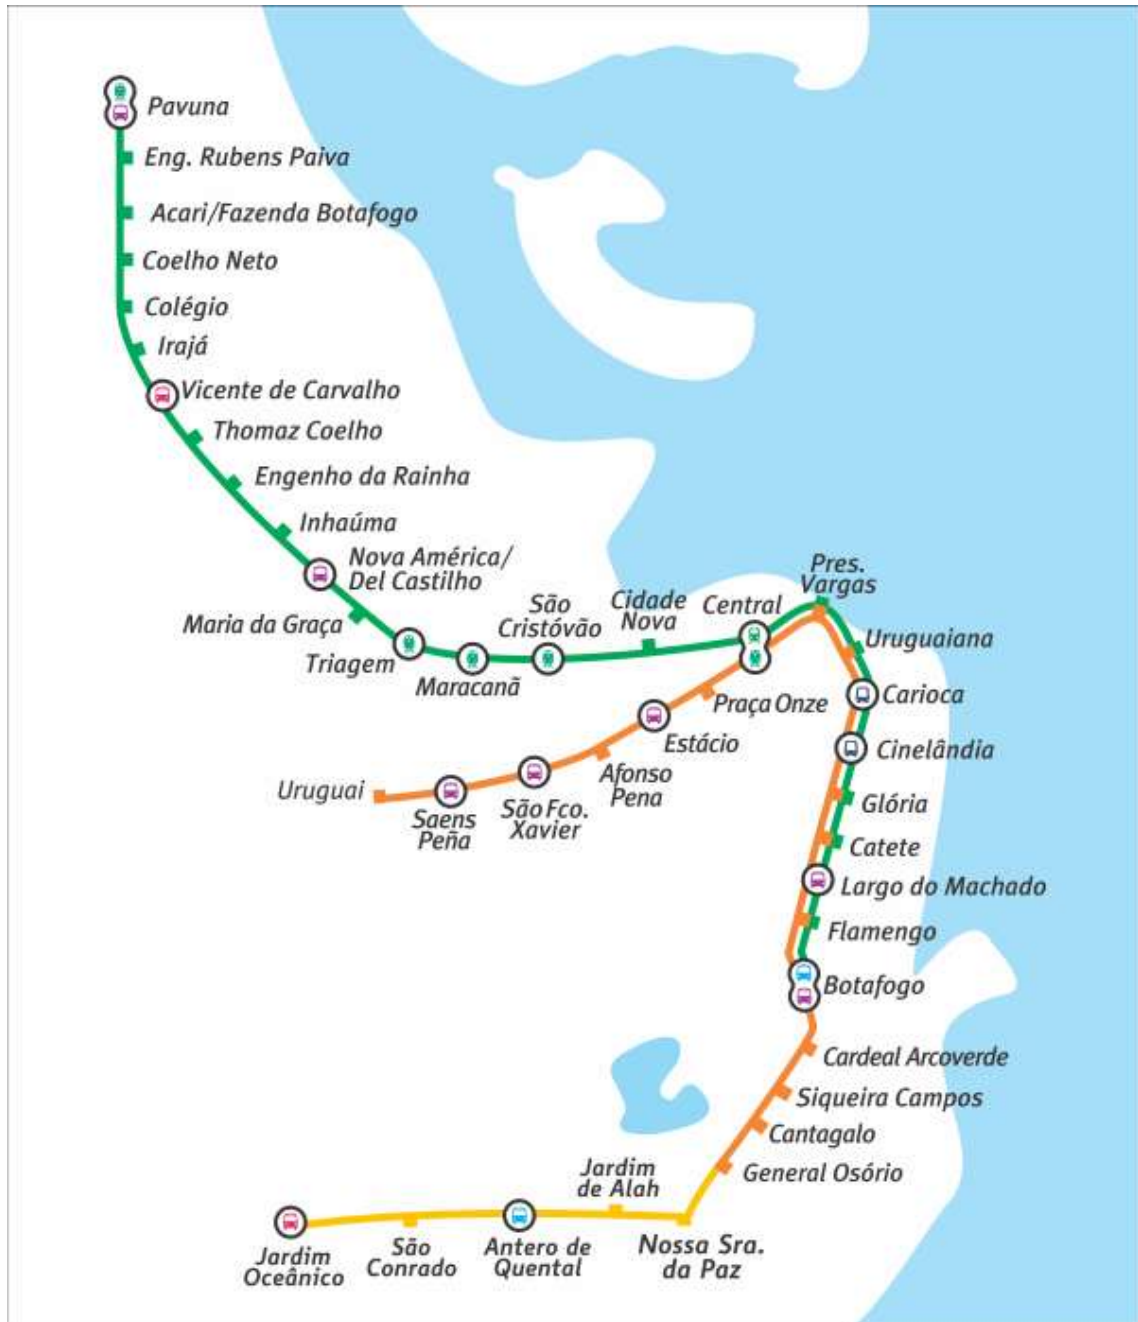 Pavuna
Eng. Rubens Paiva
Acari/Fazenda Botafogo
Coelho Neto
Colégio
Irajá
Vicente de Carvalho
Thomaz Coelho
Engenho da Rainha
Inhaúma
Nova América/
Del Castilho
Maria da Graça
Triagem
Maracanã
São
Cristóvão
Cidade
Nova
Central
Pres.
Vargas
Uruguaiana
Carioca
Cinelândia
Glória
Catete
Largo do Machado
Flamengo
Botafogo
Praça Onze
Estácio
Afonso
Pena
São Fco.
Xavier
Saens
Peña
Uruguai
Cardeal Arcoverde
Siqueira Campos
Cantagalo
General Osório
Nossa Sra.
da Paz
Jardim
de Alah
Antero de
Quental
São
Conrado
Jardim
Oceânico